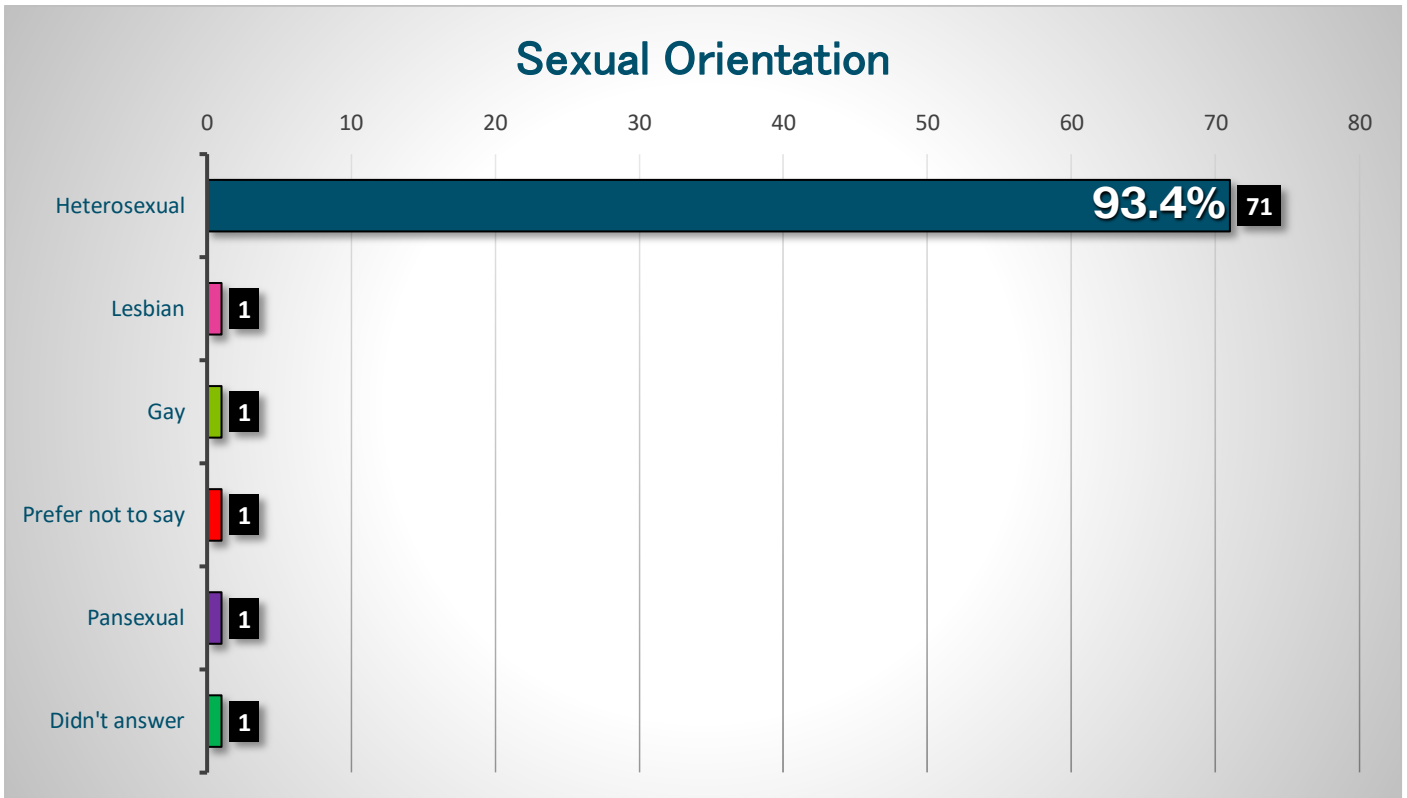 Sexual Orientation
0 10 20 30 40 50 60 70 80
Heterosexual 93.4% 71
Lesbian 1
Gay 1
Prefer not to say 1
Pansexual 1
Didn't answer 1